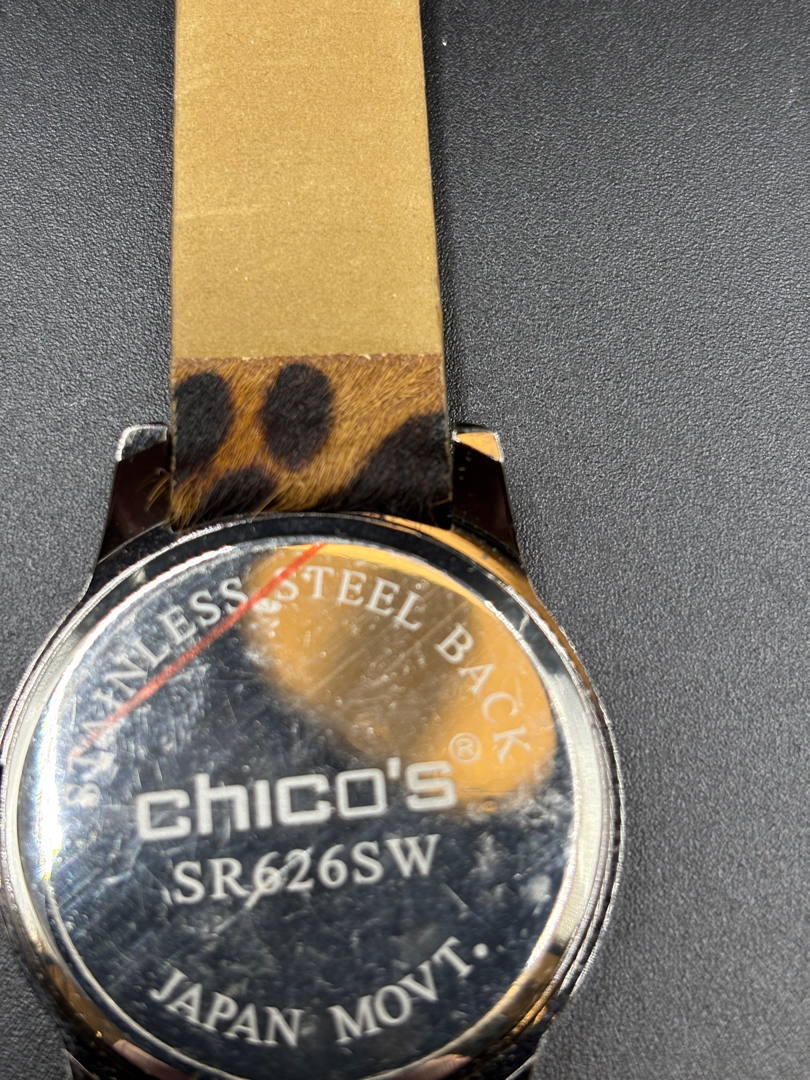 STAINLESS STEEL BACK
chico's®
SR626SW
JAPAN MOVT.